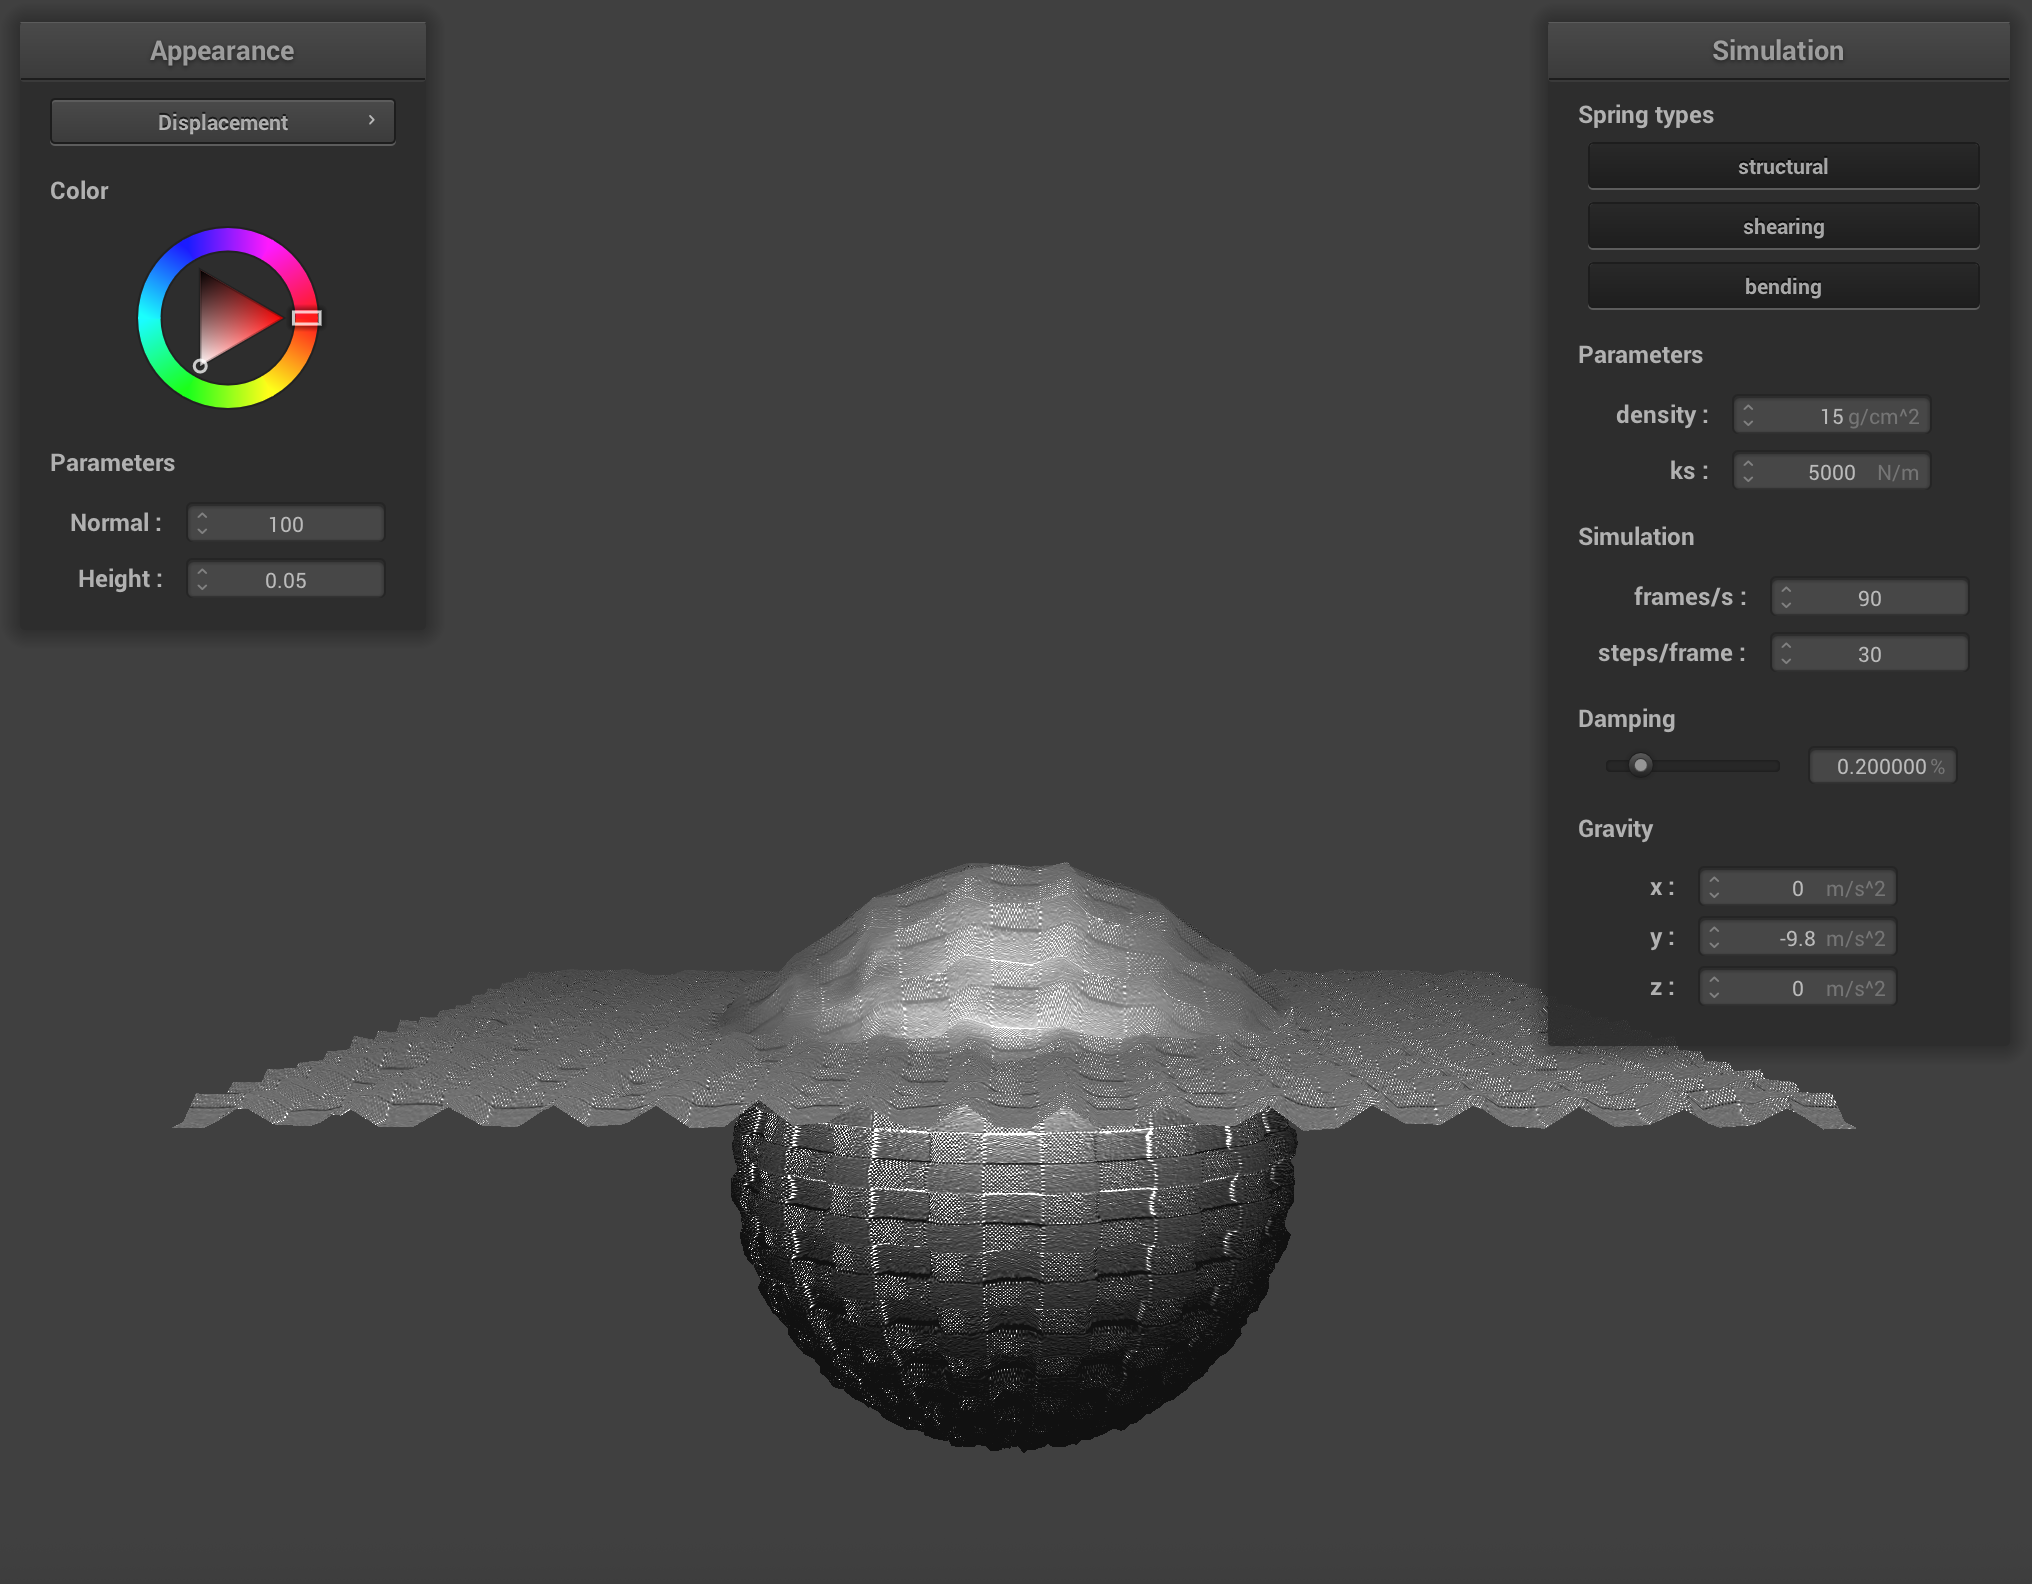 Appearance
Displacement
Color
Parameters
Normal : 100
Height : 0.05
Simulation
Spring types
structural
shearing
bending
Parameters
density : 15 g/cm^2
ks : 5000 N/m
Simulation
frames/s : 90
steps/frame : 30
Damping
0.200000 %
Gravity
x : 0 m/s^2
y : -9.8 m/s^2
z : 0 m/s^2